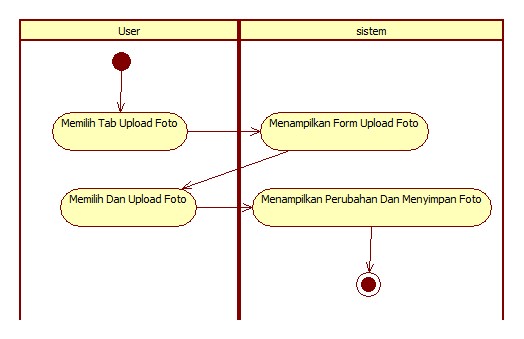 User
sistem
Memilih Tab Upload Foto
Menampilkan Form Upload Foto
Memilih Dan Upload Foto
Menampilkan Perubahan Dan Menyimpan Foto